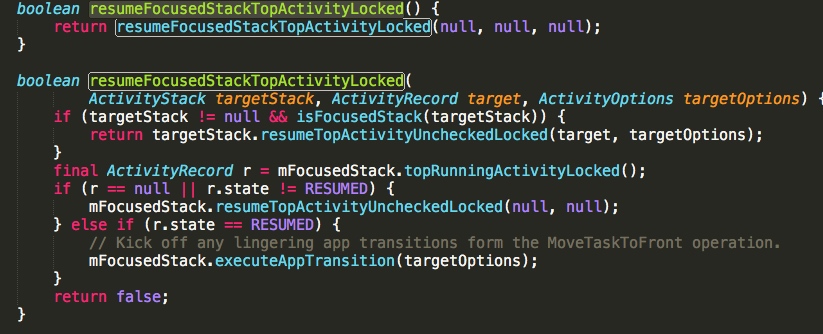 boolean resumeFocusedStackTopActivityLocked() {
    return resumeFocusedStackTopActivityLocked(null, null, null);
}

boolean resumeFocusedStackTopActivityLocked(
        ActivityStack targetStack, ActivityRecord target, ActivityOptions targetOptions) {
    if (targetStack != null && isFocusedStack(targetStack)) {
        return targetStack.resumeTopActivityUncheckedLocked(target, targetOptions);
    }
    final ActivityRecord r = mFocusedStack.topRunningActivityLocked();
    if (r == null || r.state != RESUMED) {
        mFocusedStack.resumeTopActivityUncheckedLocked(null, null);
    } else if (r.state == RESUMED) {
        // Kick off any lingering app transitions form the MoveTaskToFront operation.
        mFocusedStack.executeAppTransition(targetOptions);
    }
    return false;
}